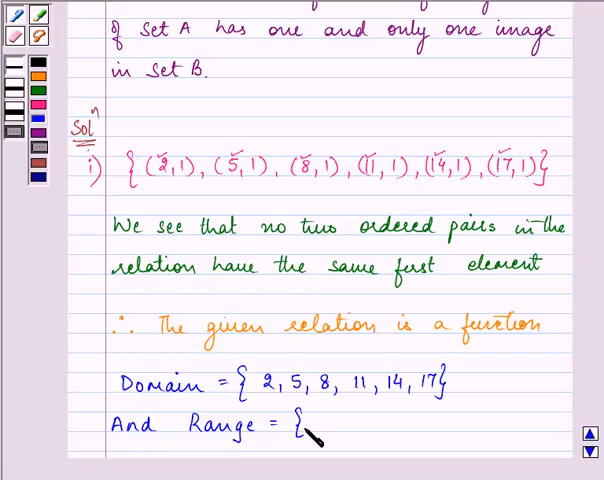 of Set A has one and only one image
in Set B.
Solⁿ
i) {(2,1), (5,1), (8,1), (11,1), (14,1), (17,1)}
We see that no two ordered pairs in the
relation have the same first element
∴ The given relation is a function
Domain = { 2, 5, 8, 11, 14, 17}
And Range = {